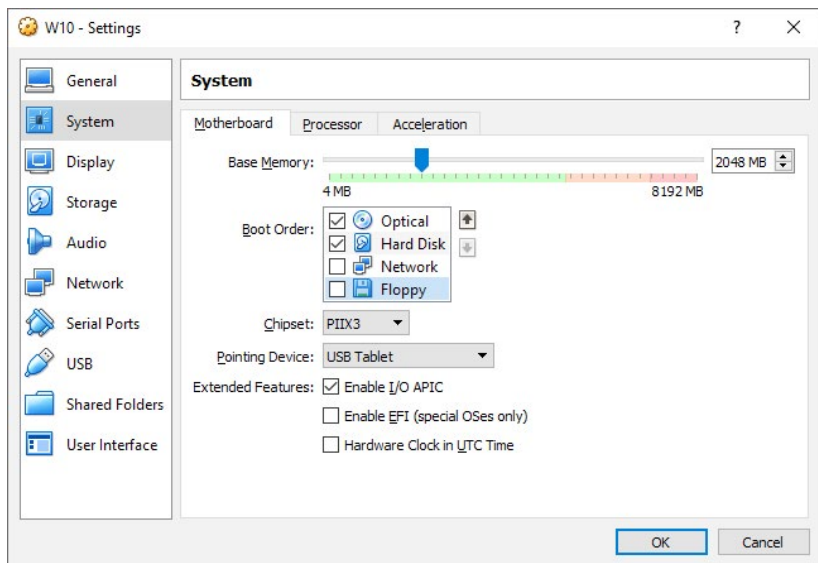 W10 - Settings ?
General
System
Display
Storage
Audio
Network
Serial Ports
USB
Shared Folders
User Interface
System
Motherboard Processor Acceleration
Base Memory: 2048 MB
4 MB 8192 MB
Boot Order:
Optical
Hard Disk
Network
Floppy
Chipset: PIIX3
Pointing Device: USB Tablet
Extended Features: Enable I/O APIC
Enable EFI (special OSes only)
Hardware Clock in UTC Time
OK Cancel